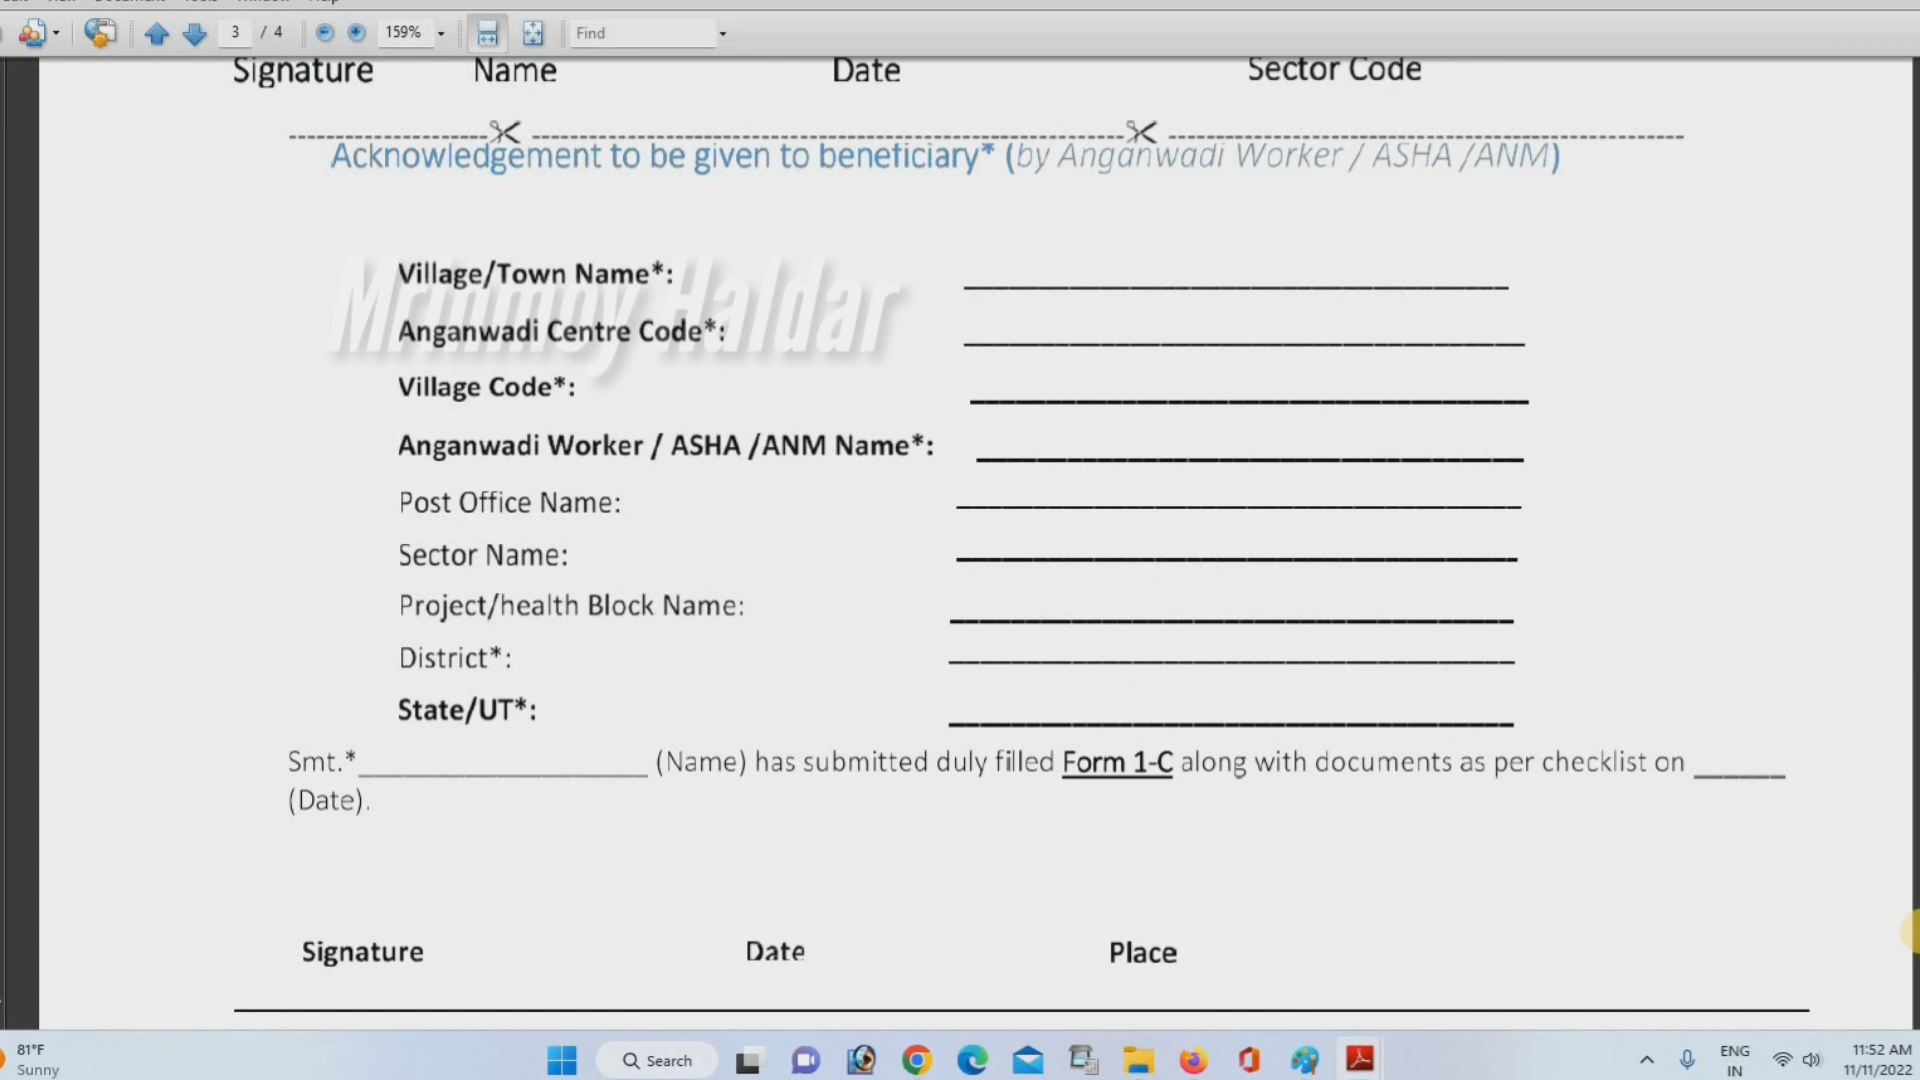 3 / 4 159% Find
Signature Name Date Sector Code
Acknowledgement to be given to beneficiary* (by Anganwadi Worker / ASHA /ANM)
Mrinmoy Haldar
Village/Town Name*:
Anganwadi Centre Code*:
Village Code*:
Anganwadi Worker / ASHA /ANM Name*:
Post Office Name:
Sector Name:
Project/health Block Name:
District*:
State/UT*:
Smt.*____________________ (Name) has submitted duly filled Form 1-C along with documents as per checklist on ______
(Date).
Signature Date Place
81°F
Sunny
Search
ENG
IN
11:52 AM
11/11/2022